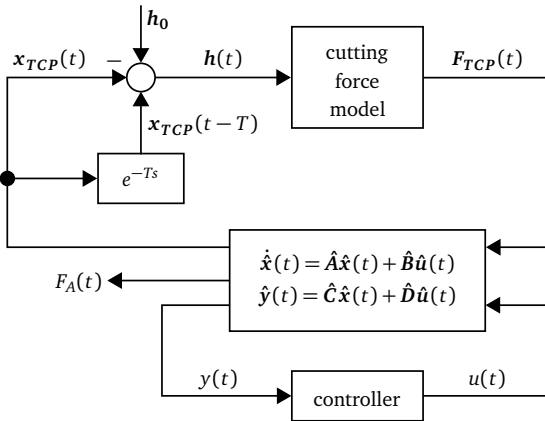 h₀
x_TCP(t) −
h(t)
cutting
force
model
F_TCP(t)
x_TCP(t−T)
e^{−Ts}
ẋ̂(t) = Âx̂(t) + B̂û(t)
ŷ(t) = Ĉx̂(t) + D̂û(t)
F_A(t)
y(t)
controller
u(t)